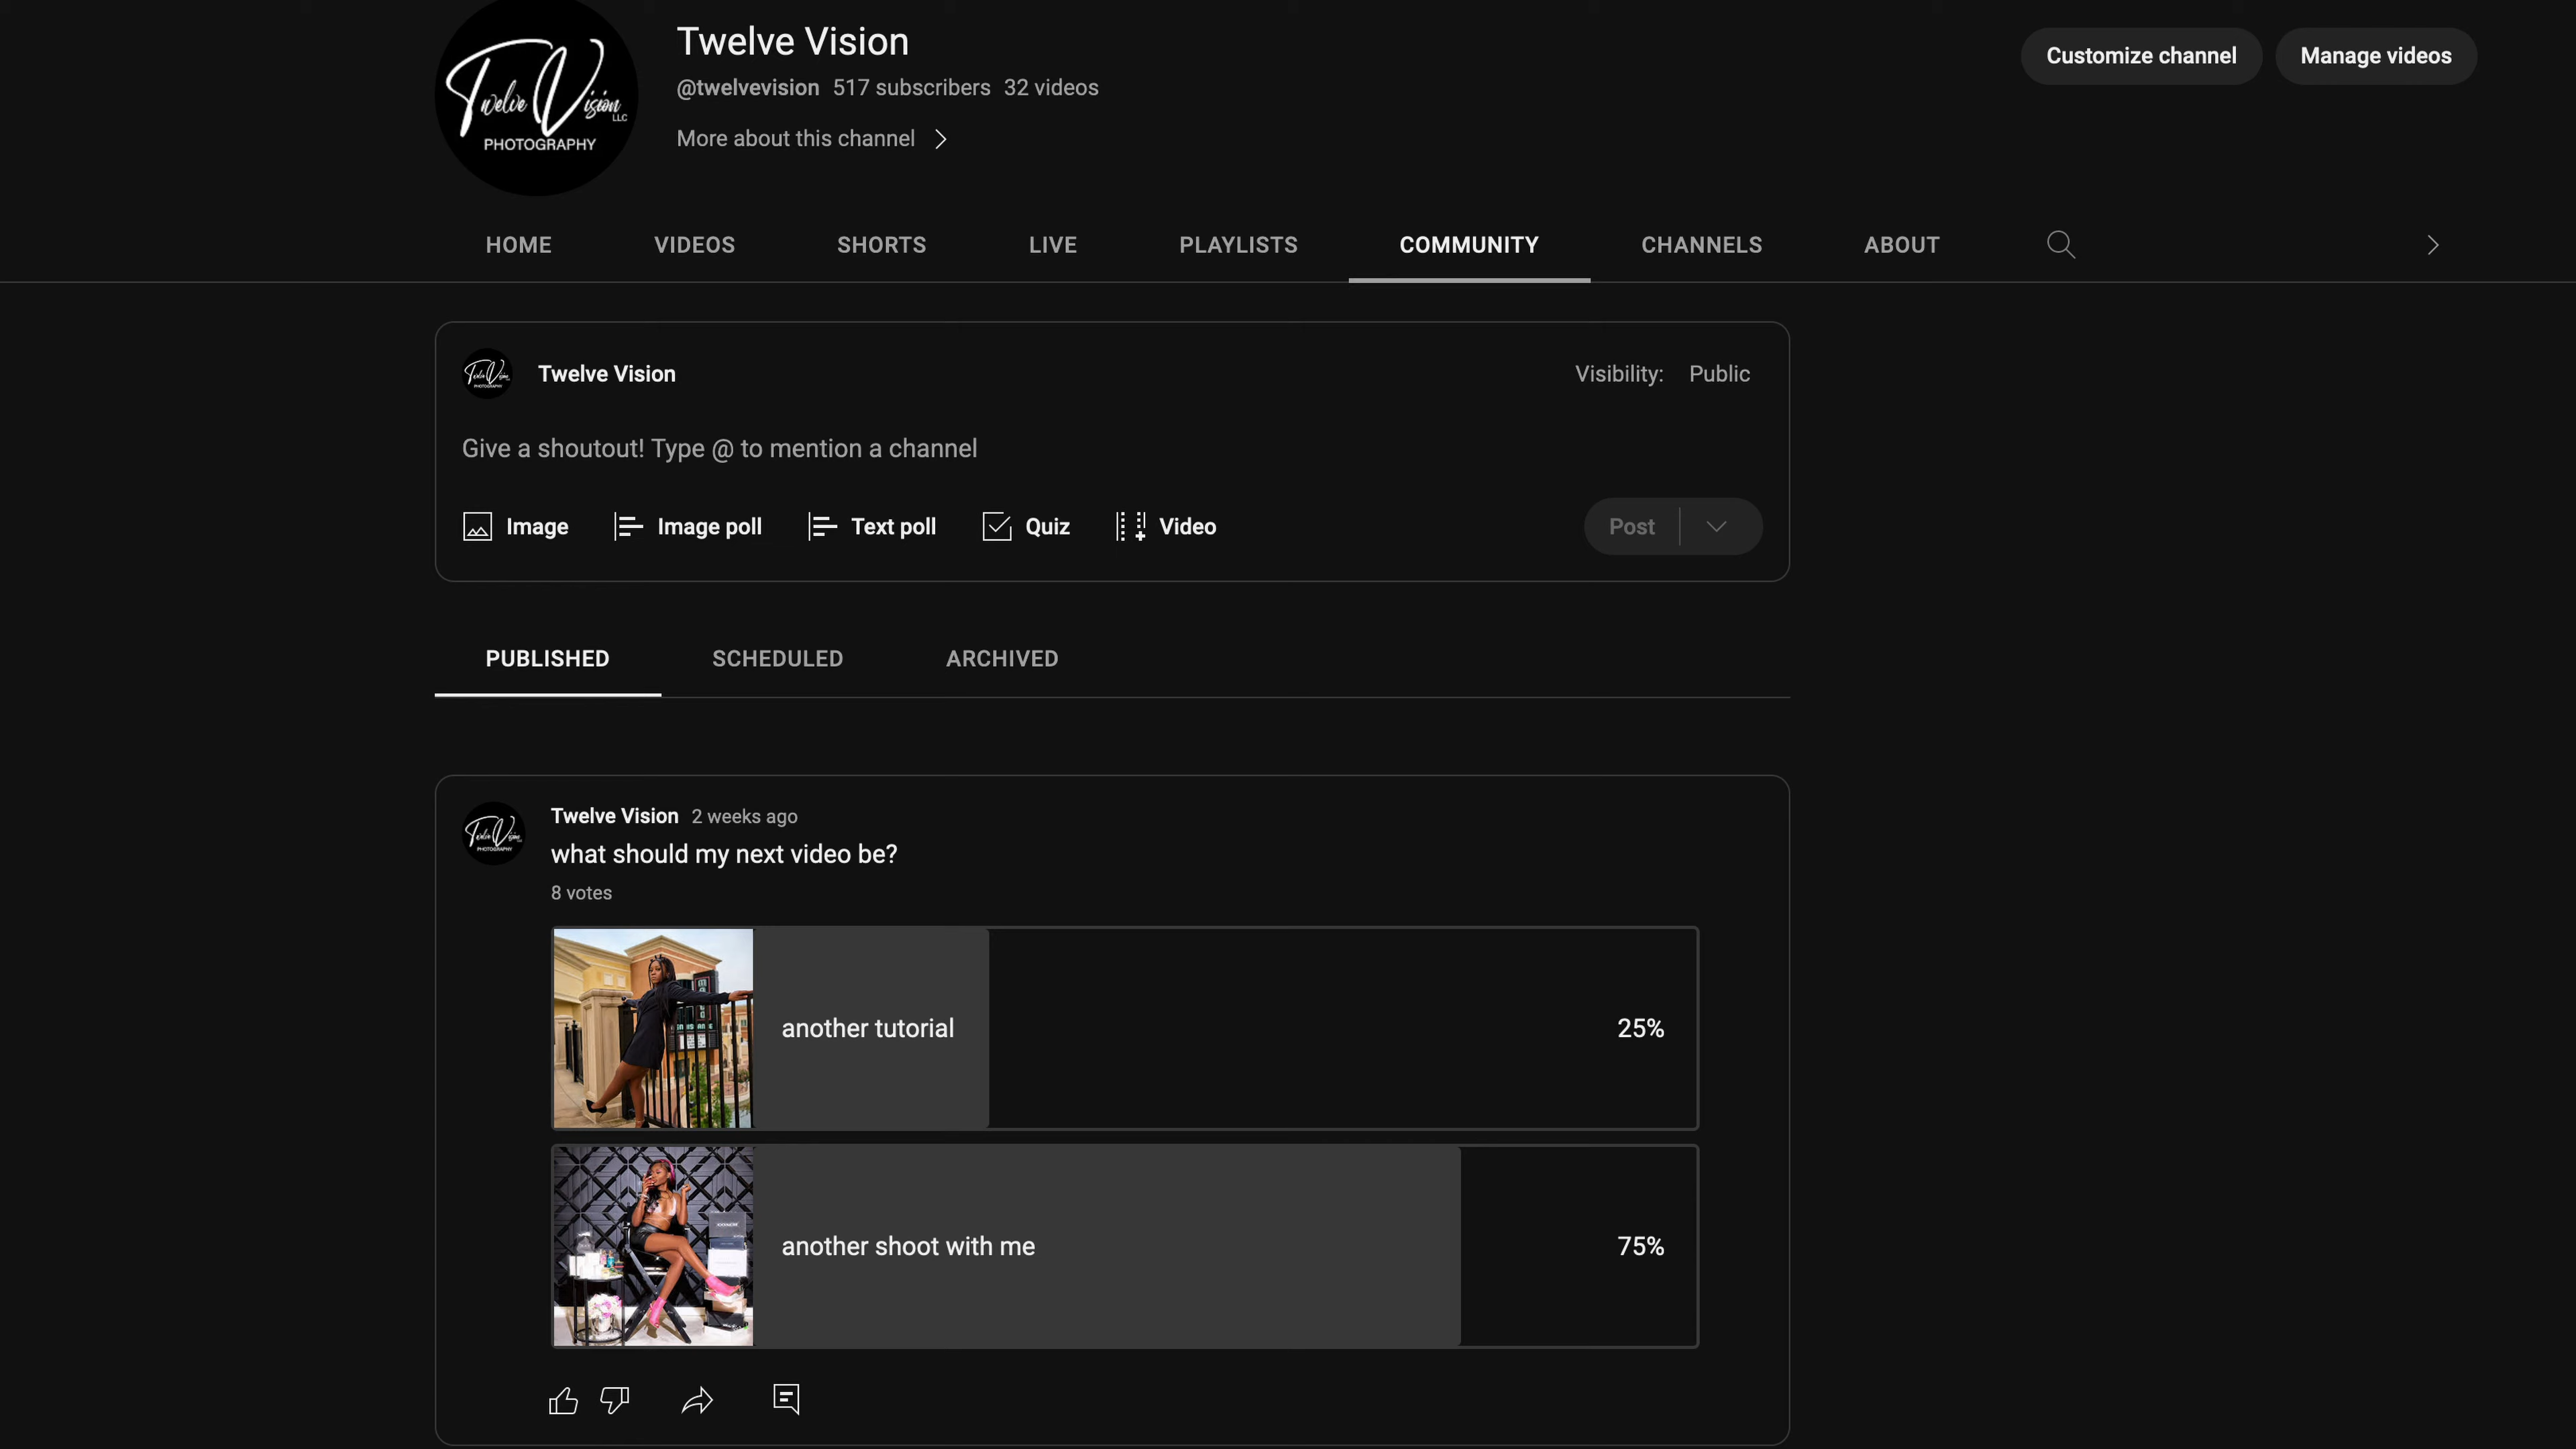 Twelve Vision LLC
PHOTOGRAPHY
Twelve Vision
@twelvevision 517 subscribers 32 videos
More about this channel
Customize channel
Manage videos
HOME VIDEOS SHORTS LIVE PLAYLISTS COMMUNITY CHANNELS ABOUT
Twelve Vision
Visibility: Public
Give a shoutout! Type @ to mention a channel
Image Image poll Text poll Quiz Video
Post
PUBLISHED SCHEDULED ARCHIVED
Twelve Vision 2 weeks ago
what should my next video be?
8 votes
another tutorial 25%
another shoot with me 75%